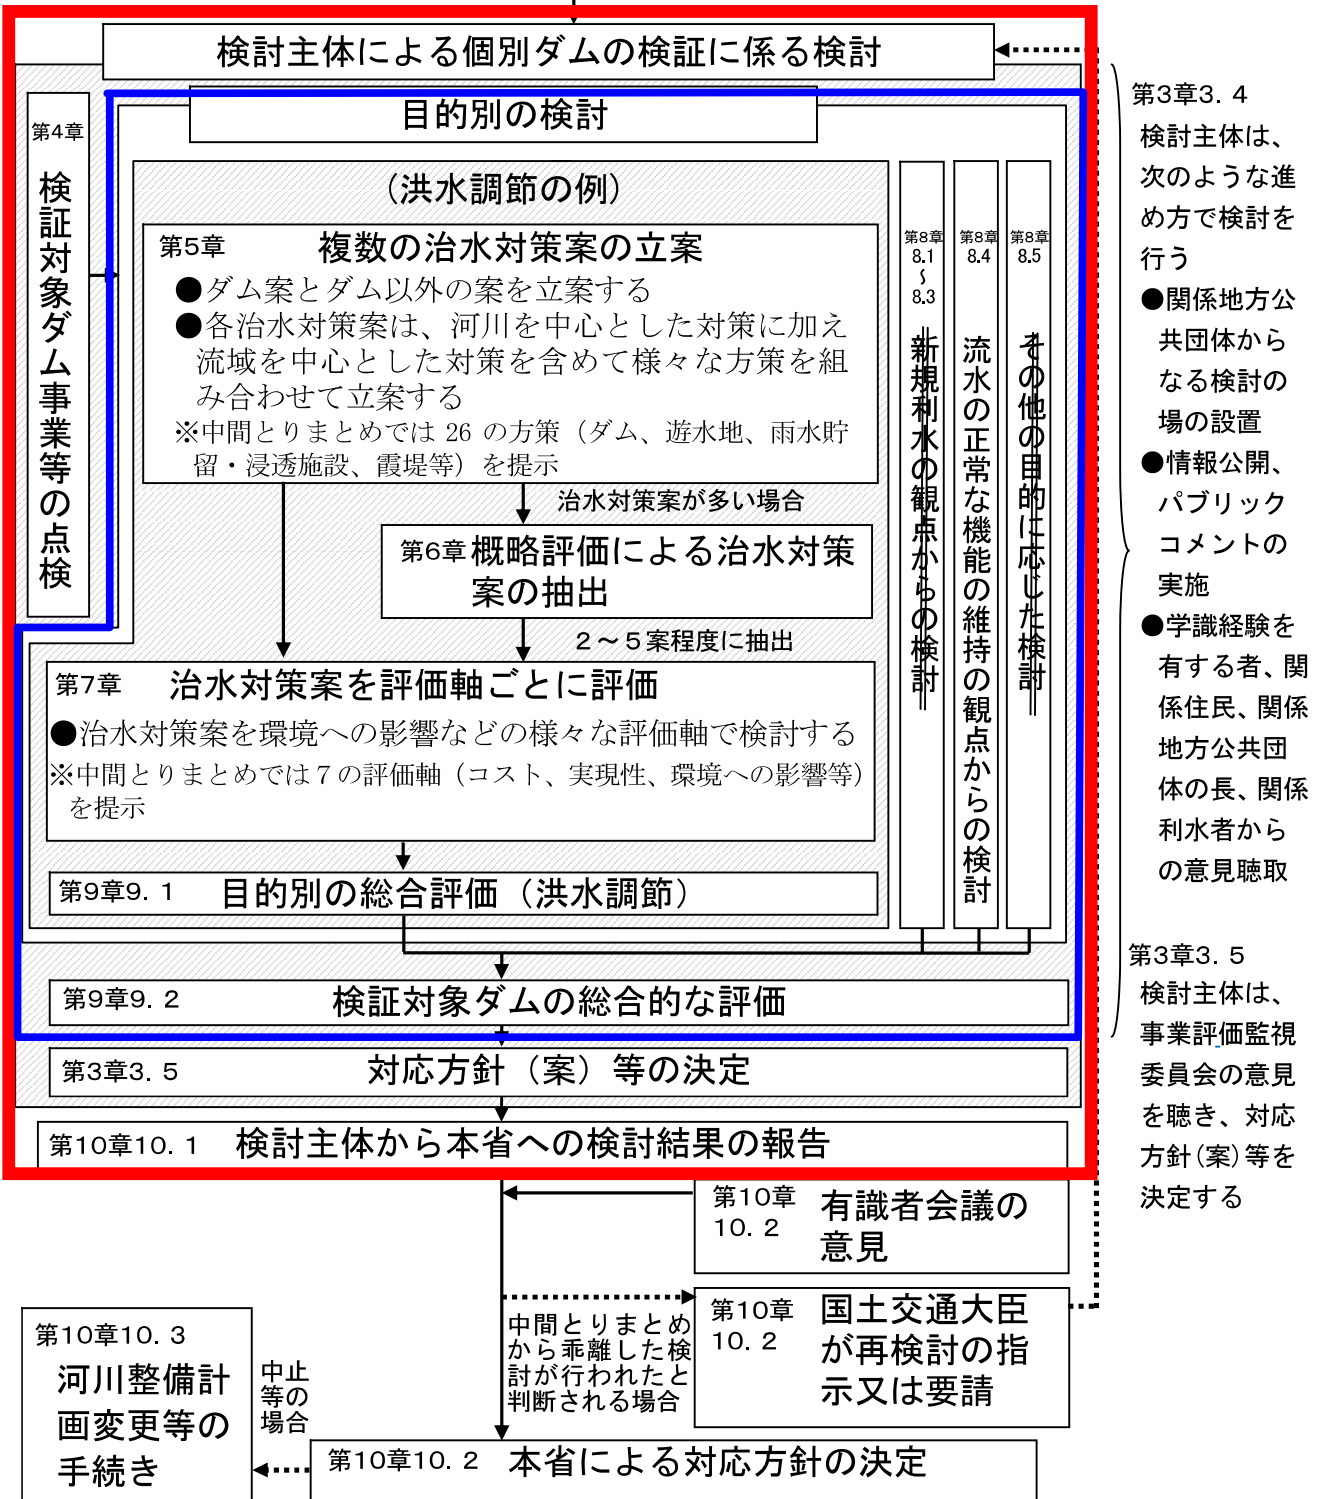 検討主体による個別ダムの検証に係る検討
第4章
検証対象ダム事業等の点検
目的別の検討
(洪水調節の例)
第5章 複数の治水対策案の立案
●ダム案とダム以外の案を立案する
●各治水対策案は、河川を中心とした対策に加え
流域を中心とした対策を含めて様々な方策を組
み合わせて立案する
※中間とりまとめでは 26 の方策（ダム、遊水地、雨水貯
留・浸透施設、霞堤等）を提示
治水対策案が多い場合
第6章 概略評価による治水対策
案の抽出
2～5案程度に抽出
第7章 治水対策案を評価軸ごとに評価
●治水対策案を環境への影響などの様々な評価軸で検討する
※中間とりまとめでは7の評価軸（コスト、実現性、環境への影響等）
を提示
第9章9.1 目的別の総合評価（洪水調節）
第8章
8.1
～
8.3
新規利水の観点からの検討
第8章
8.4
流水の正常な機能の維持の観点からの検討
第8章
8.5
その他の目的に応じた検討
第9章9.2 検証対象ダムの総合的な評価
第3章3.5 対応方針（案）等の決定
第10章10.1 検討主体から本省への検討結果の報告
第10章
10.2
有識者会議の
意見
中間とりまとめ
から乖離した検
討が行われたと
判断される場合
第10章
10.2
国土交通大臣
が再検討の指
示又は要請
第10章10.3
河川整備計
画変更等の
手続き
中止
等の
場合
第10章10.2 本省による対応方針の決定
第3章3.4
検討主体は、
次のような進
め方で検討を
行う
●関係地方公
共団体から
なる検討の
場の設置
●情報公開、
パブリック
コメントの
実施
●学識経験を
有する者、関
係住民、関係
地方公共団
体の長、関係
利水者から
の意見聴取
第3章3.5
検討主体は、
事業評価監視
委員会の意見
を聴き、対応
方針(案)等を
決定する